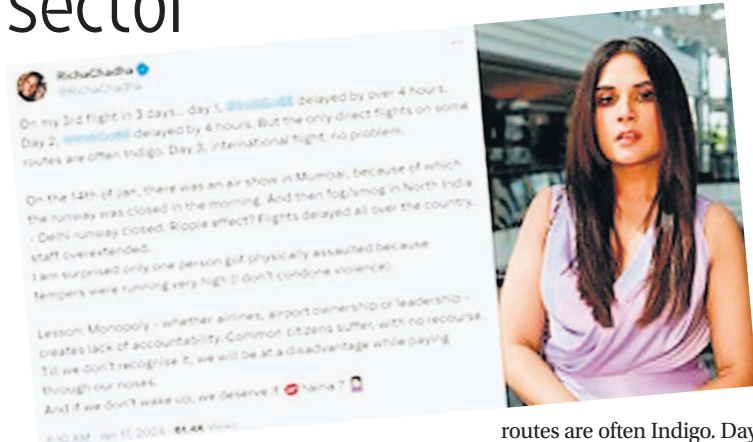 sector
RichaChadha
@RichaChadha
On my 3rd flight in 3 days... day 1, @IndiGo6E delayed by over 4 hours.
Day 2, @IndiGo6E delayed by 4 hours. But the only direct flights on some
routes are often Indigo. Day 3, international flight, no problem.
On the 14th of Jan, there was an air show in Mumbai, because of which
the runway was closed in the morning. And then fog/smog in North India
- Delhi runway closed. Ripple effect? Flights delayed all over the country,
staff overextended.
I am surprised only one person got physically assaulted because
tempers were running very high (I don't condone violence).
Lesson: Monopoly - whether airlines, airport ownership or leadership -
creates lack of accountability. Common citizens suffer, with no recourse.
Till we don't recognise it, we will be at a disadvantage while paying
through our noses.
And if we don't wake up, we deserve it 💋 haina ? 🤦🏻‍♀️
AM · Jan 17, 2024 · 51.4K Views
routes are often Indigo. Day